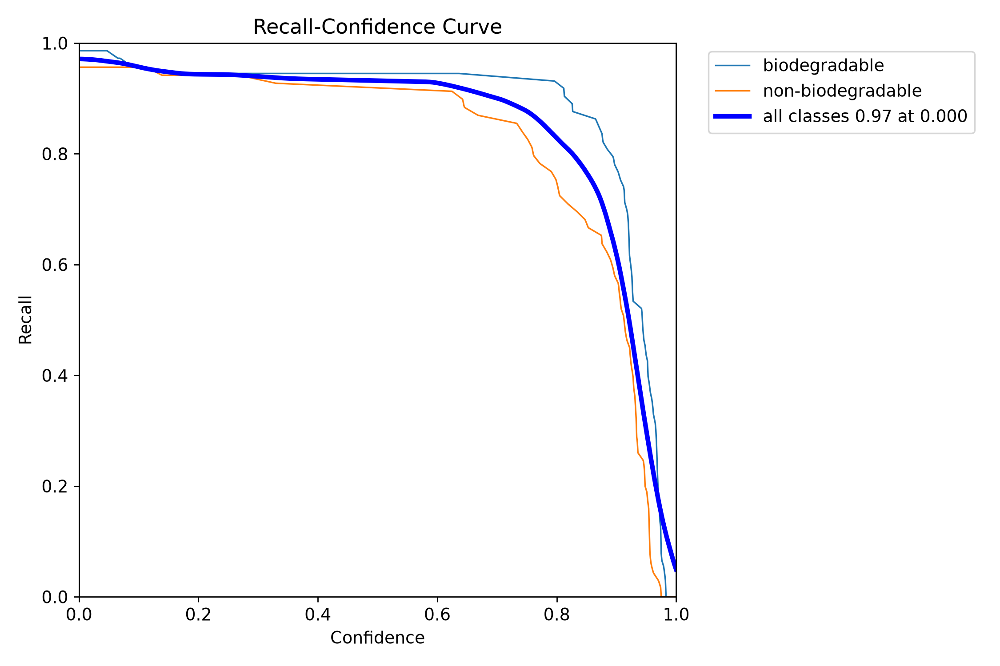 Recall-Confidence Curve
1.0
0.8
0.6
0.4
0.2
0.0
Recall
0.0 0.2 0.4 0.6 0.8 1.0
Confidence
biodegradable
non-biodegradable
all classes 0.97 at 0.000